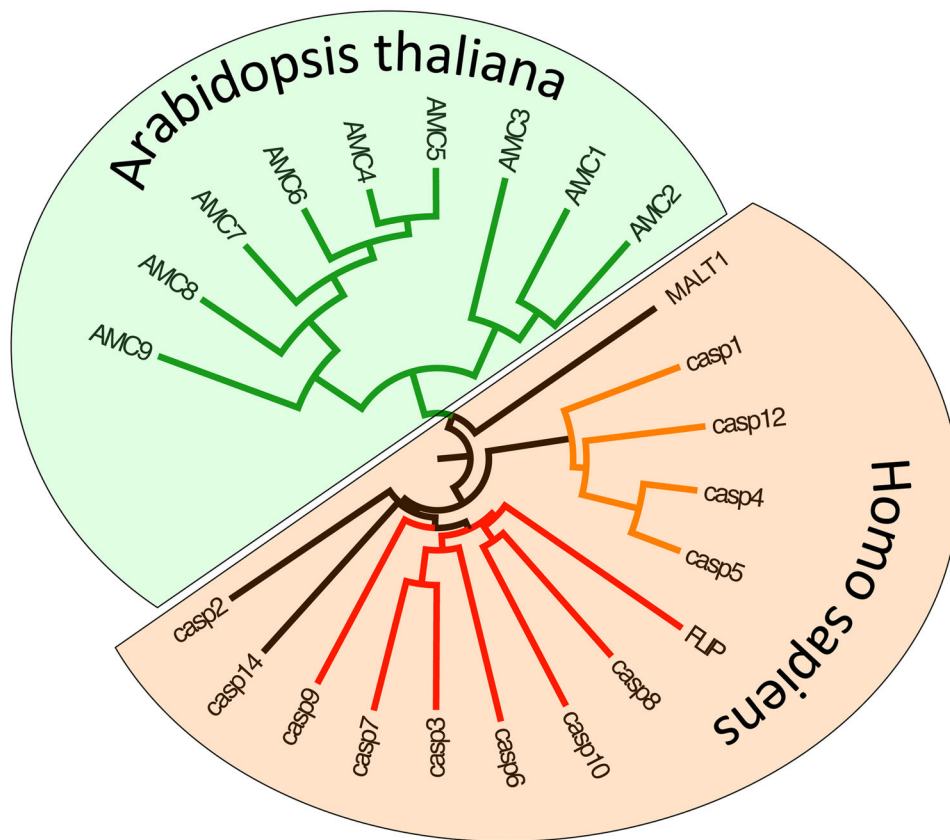 Arabidopsis thaliana
AMC9
AMC8
AMC7
AMC6
AMC4
AMC5
AMC3
AMC1
AMC2
MALT1
casp1
casp12
casp4
casp5
FLIP
casp8
casp10
casp6
casp3
casp7
casp9
casp14
casp2
Homo sapiens